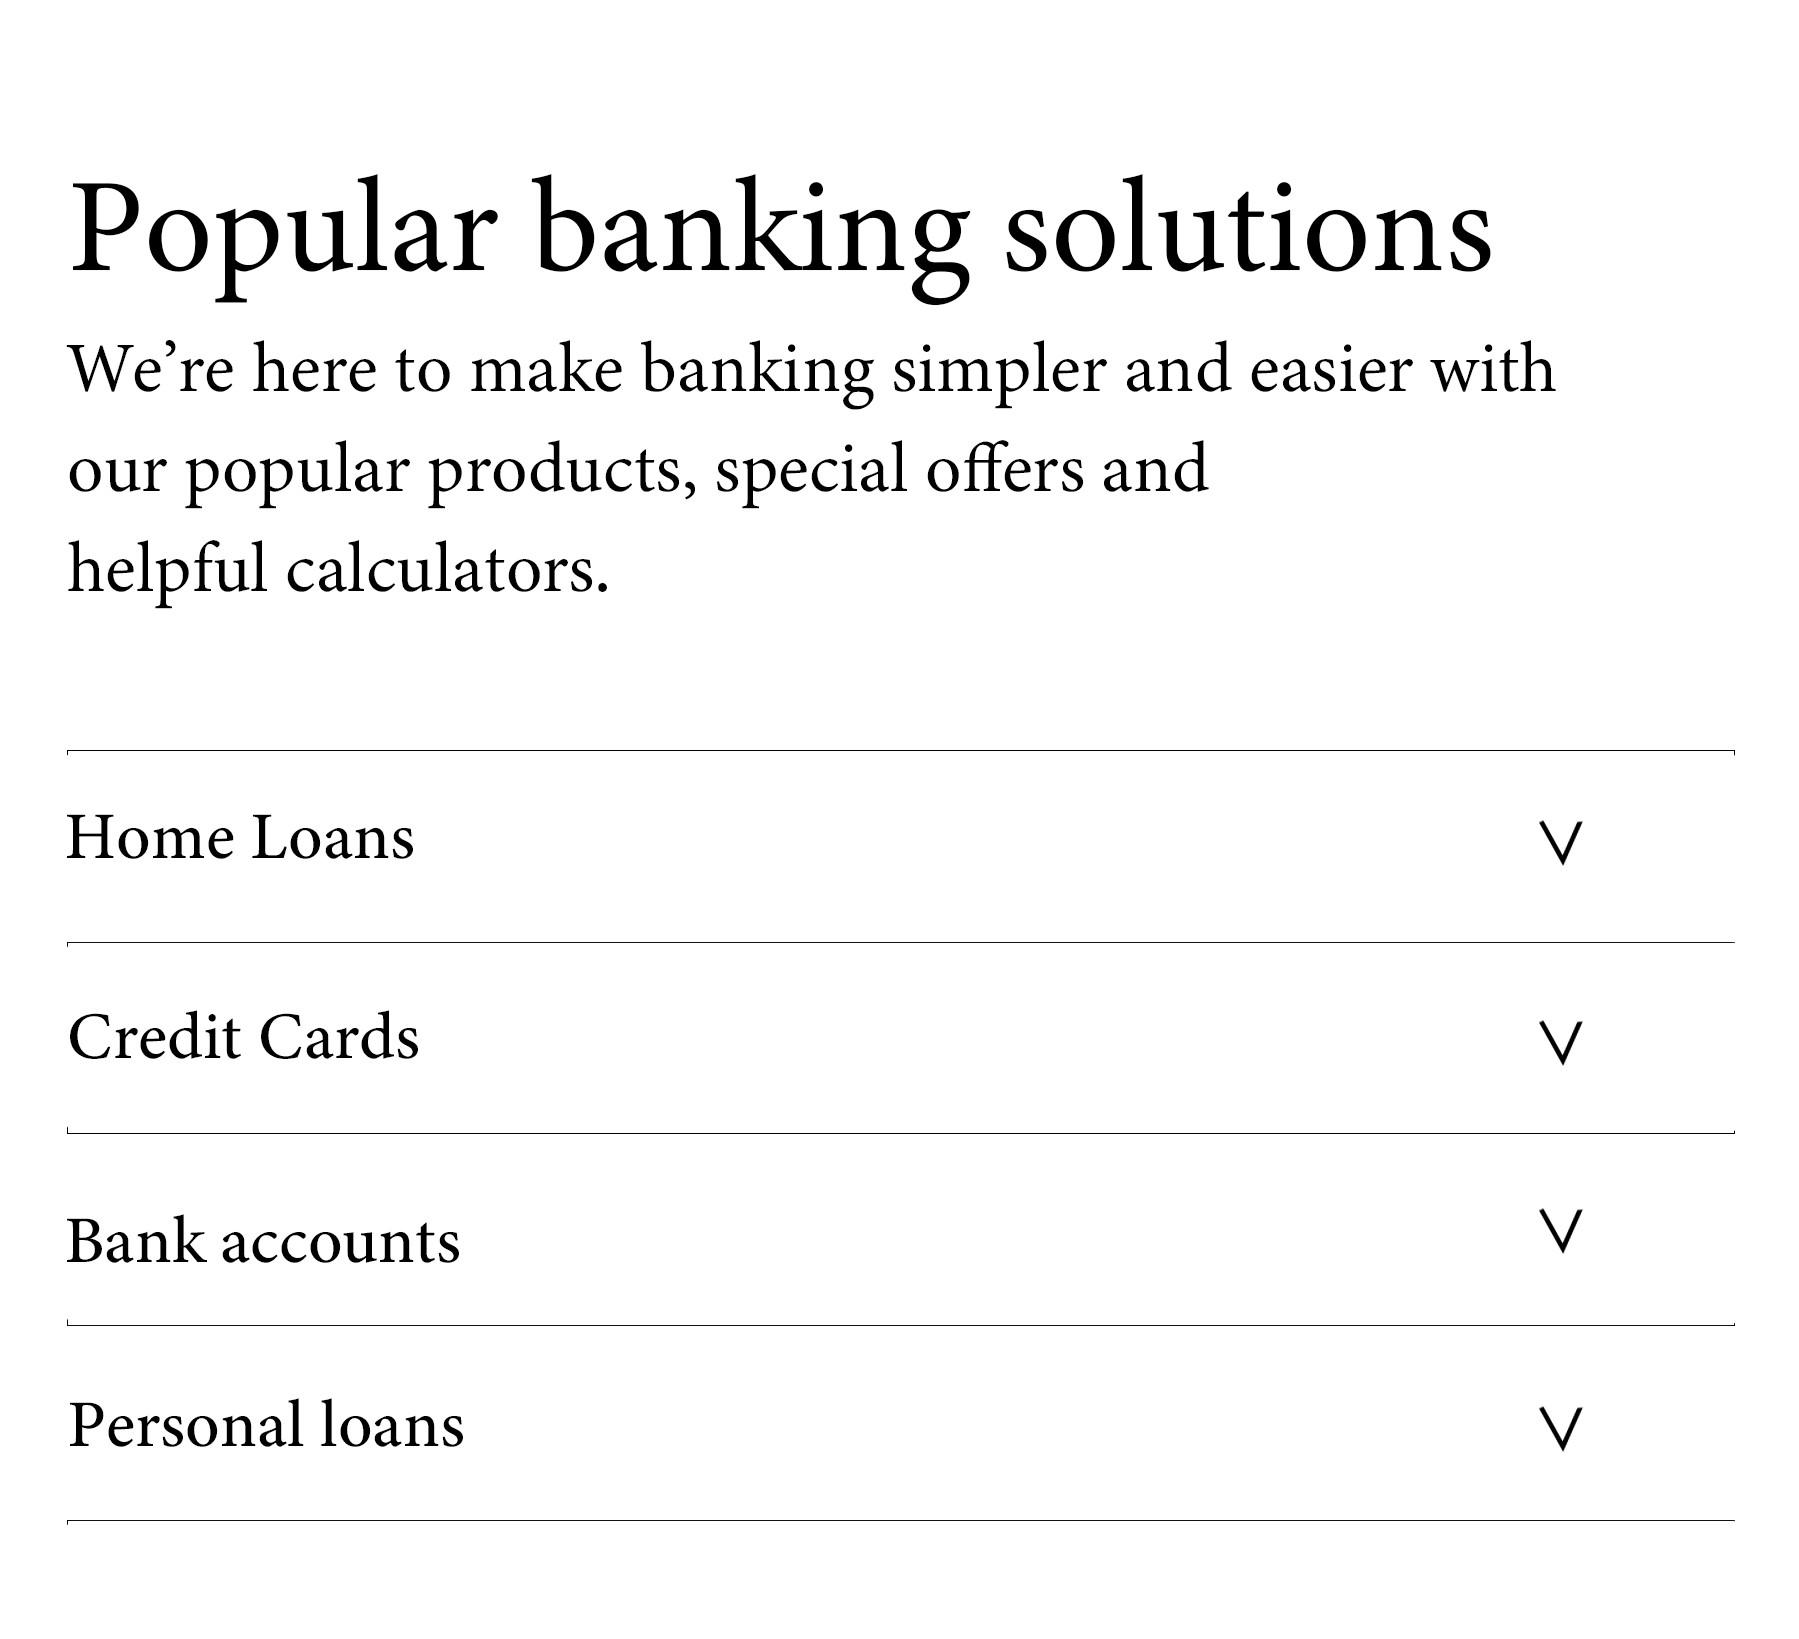 Popular banking solutions
We’re here to make banking simpler and easier with
our popular products, special offers and
helpful calculators.
Home Loans
Credit Cards
Bank accounts
Personal loans